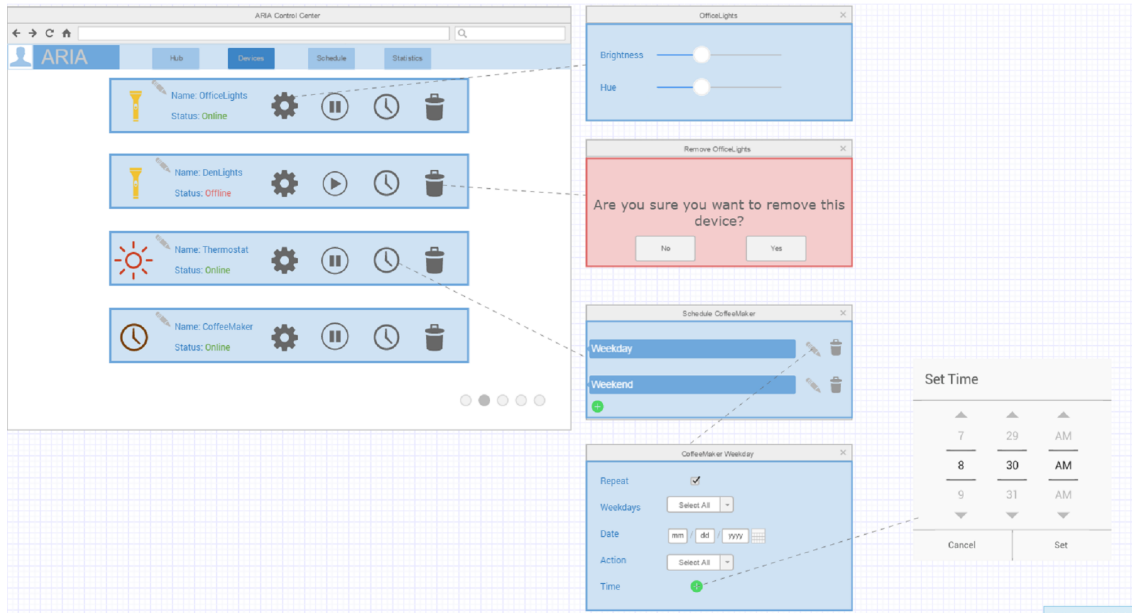 ARIA Control Center
ARIA
Hub
Devices
Schedule
Statistics
Name: OfficeLights
Status: Online
Name: DenLights
Status: Offline
Name: Thermostat
Status: Online
Name: CoffeeMaker
Status: Online
OfficeLights
Brightness
Hue
Remove OfficeLights
Are you sure you want to remove this
device?
No
Yes
Schedule CoffeeMaker
Weekday
Weekend
CoffeeMaker Weekday
Repeat
Weekdays
Select All
Date
mm / dd / yyyy
Action
Select All
Time
Set Time
7 29 AM
8 30 AM
9 31 AM
Cancel
Set